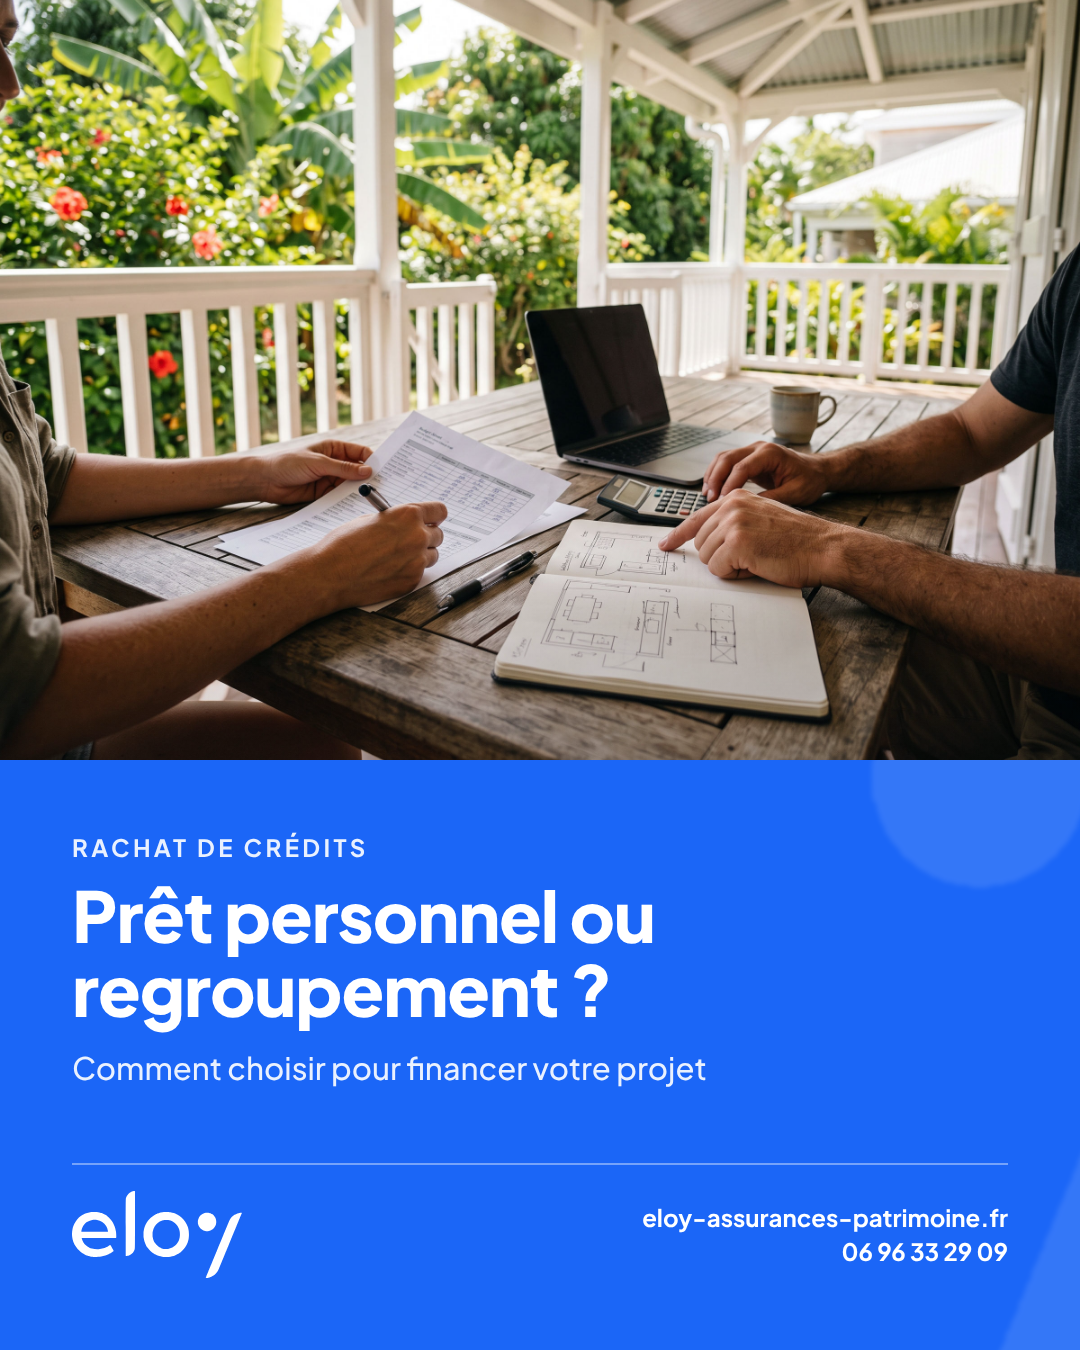 RACHAT DE CRÉDITS
Prêt personnel ou
regroupement ?
Comment choisir pour financer votre projet
eloy
eloy-assurances-patrimoine.fr
06 96 33 29 09